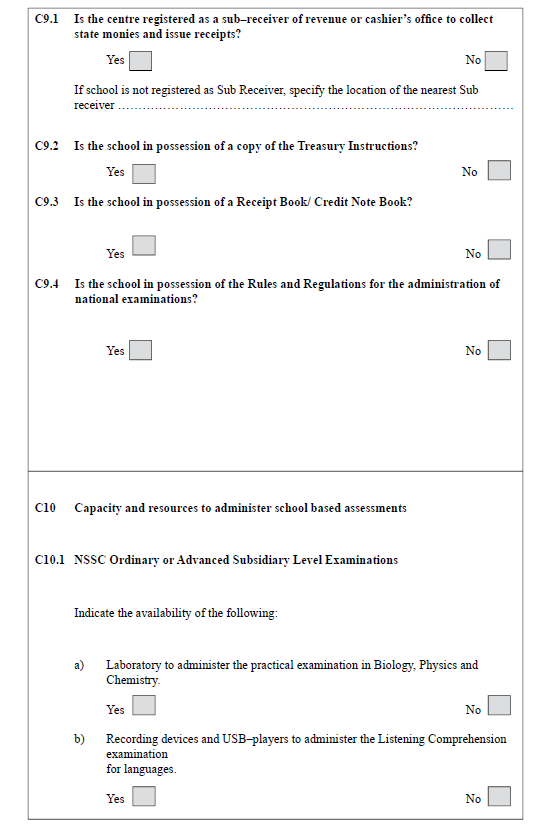 C9.1 Is the centre registered as a sub–receiver of revenue or cashier's office to collect
state monies and issue receipts?
Yes No
If school is not registered as Sub Receiver, specify the location of the nearest Sub
receiver ................................................................................................
C9.2 Is the school in possession of a copy of the Treasury Instructions?
Yes No
C9.3 Is the school in possession of a Receipt Book/ Credit Note Book?
Yes No
C9.4 Is the school in possession of the Rules and Regulations for the administration of
national examinations?
Yes No
C10 Capacity and resources to administer school based assessments
C10.1 NSSC Ordinary or Advanced Subsidiary Level Examinations
Indicate the availability of the following:
a) Laboratory to administer the practical examination in Biology, Physics and
Chemistry.
Yes No
b) Recording devices and USB–players to administer the Listening Comprehension
examination
for languages.
Yes No